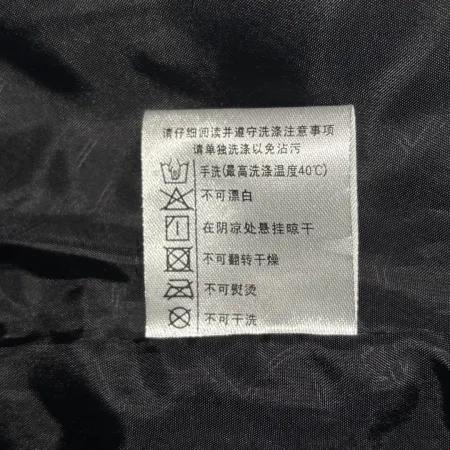 请仔细阅读并遵守洗涤注意事项
请单独洗涤以免沾污
手洗(最高洗涤温度40℃)
不可漂白
在阴凉处悬挂晾干
不可翻转干燥
不可熨烫
不可干洗